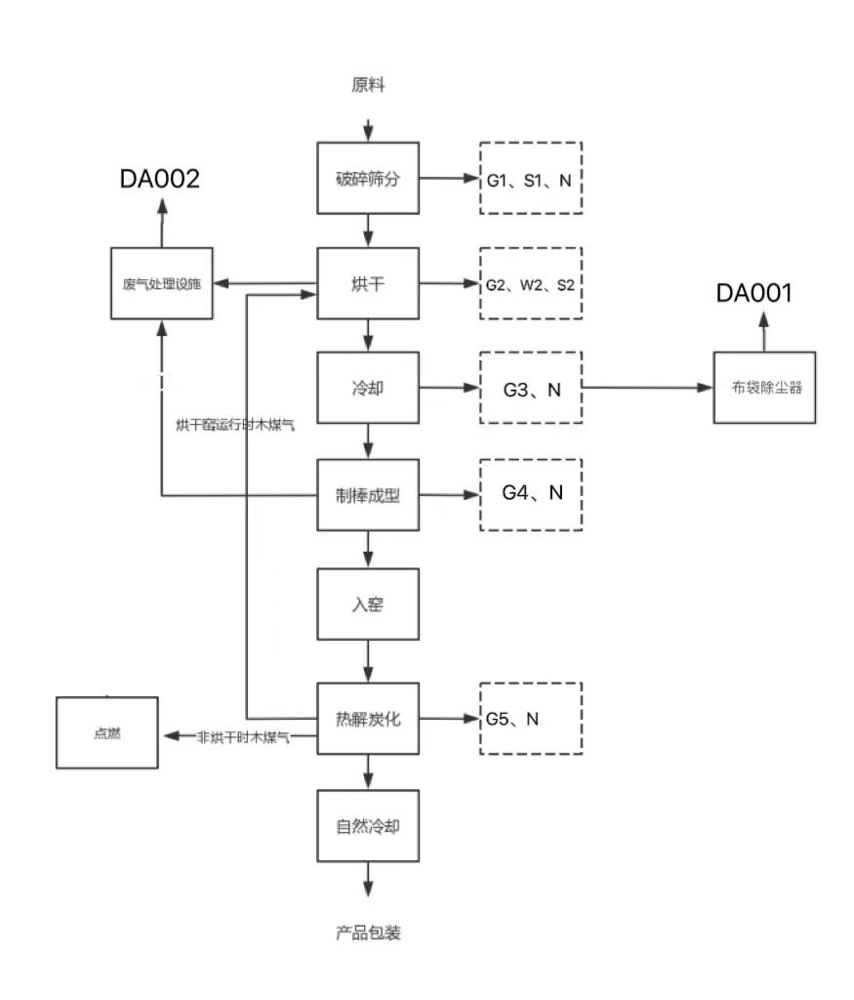 原料
破碎筛分
G1、S1、N
DA002
废气处理设施
烘干
G2、W2、S2
DA001
冷却
G3、N
布袋除尘器
烘干窑运行时木煤气
制棒成型
G4、N
入窑
热解炭化
G5、N
点燃
非烘干时木煤气
自然冷却
产品包装